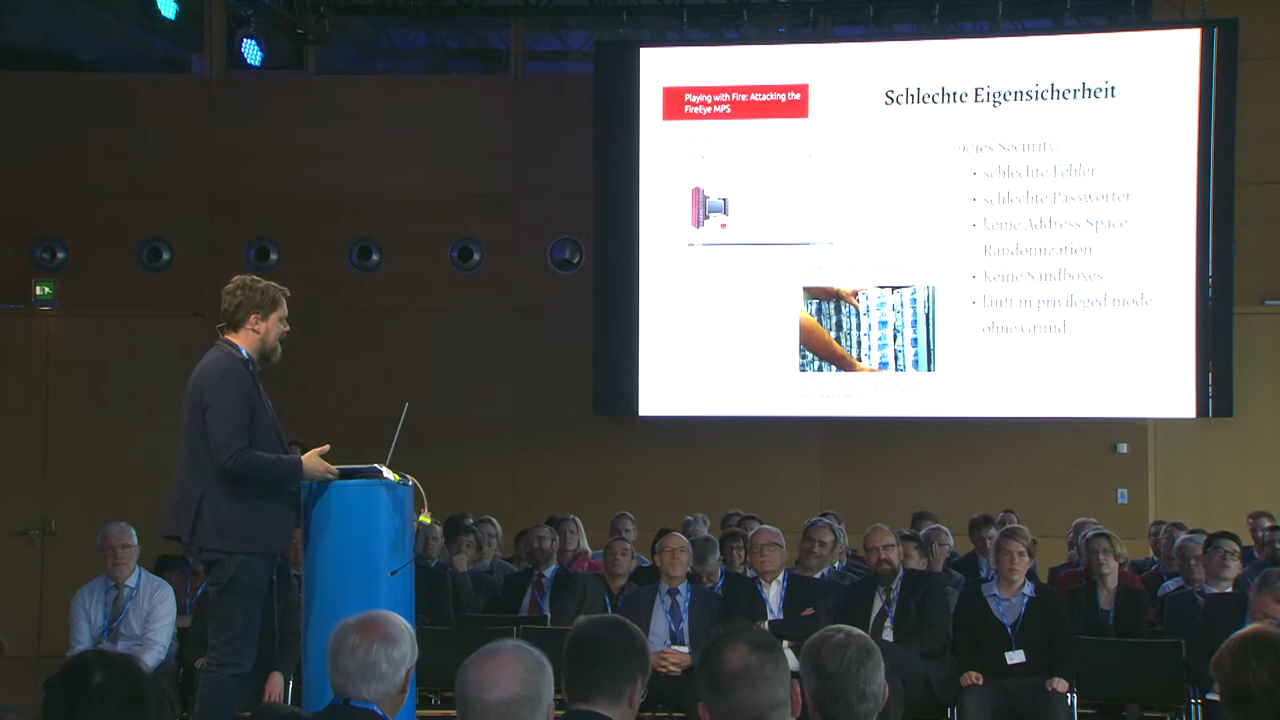 Playing with Fire: Attacking the
FireEye MPS
Schlechte Eigensicherheit
Security:
• schlechte Fehler
• schlechte Passwörter
• keine Address Space
Randomization
• Keine Sandboxes
• läuft in privileged mode
ohne Grund